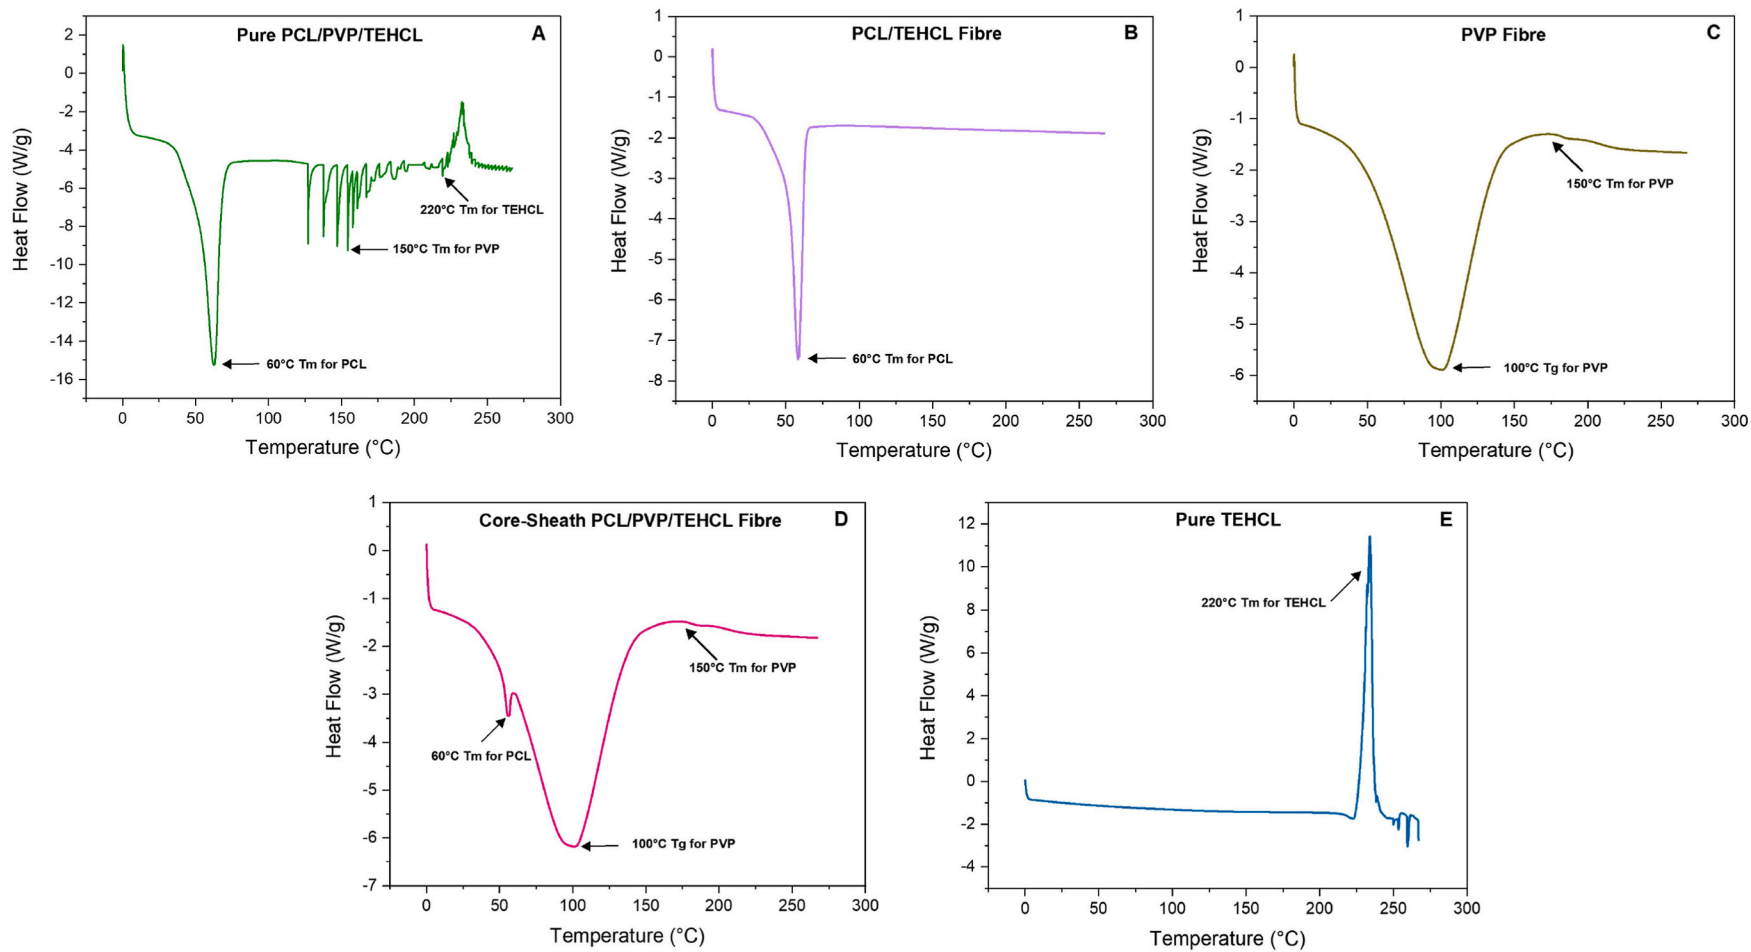 Pure PCL/PVP/TEHCL
A
2
0
-2
-4
-6
-8
-10
-12
-14
-16
Heat Flow (W/g)
220°C Tm for TEHCL
150°C Tm for PVP
60°C Tm for PCL
0 50 100 150 200 250 300
Temperature (°C)
PCL/TEHCL Fibre
B
1
0
-1
-2
-3
-4
-5
-6
-7
-8
Heat Flow (W/g)
60°C Tm for PCL
0 50 100 150 200 250 300
Temperature (°C)
PVP Fibre
C
1
0
-1
-2
-3
-4
-5
-6
Heat Flow (W/g)
150°C Tm for PVP
100°C Tg for PVP
0 50 100 150 200 250 300
Temperature (°C)
Core-Sheath PCL/PVP/TEHCL Fibre
D
1
0
-1
-2
-3
-4
-5
-6
-7
Heat Flow (W/g)
150°C Tm for PVP
60°C Tm for PCL
100°C Tg for PVP
0 50 100 150 200 250 300
Temperature (°C)
Pure TEHCL
E
12
10
8
6
4
2
0
-2
-4
Heat Flow (W/g)
220°C Tm for TEHCL
0 50 100 150 200 250 300
Temperature (°C)